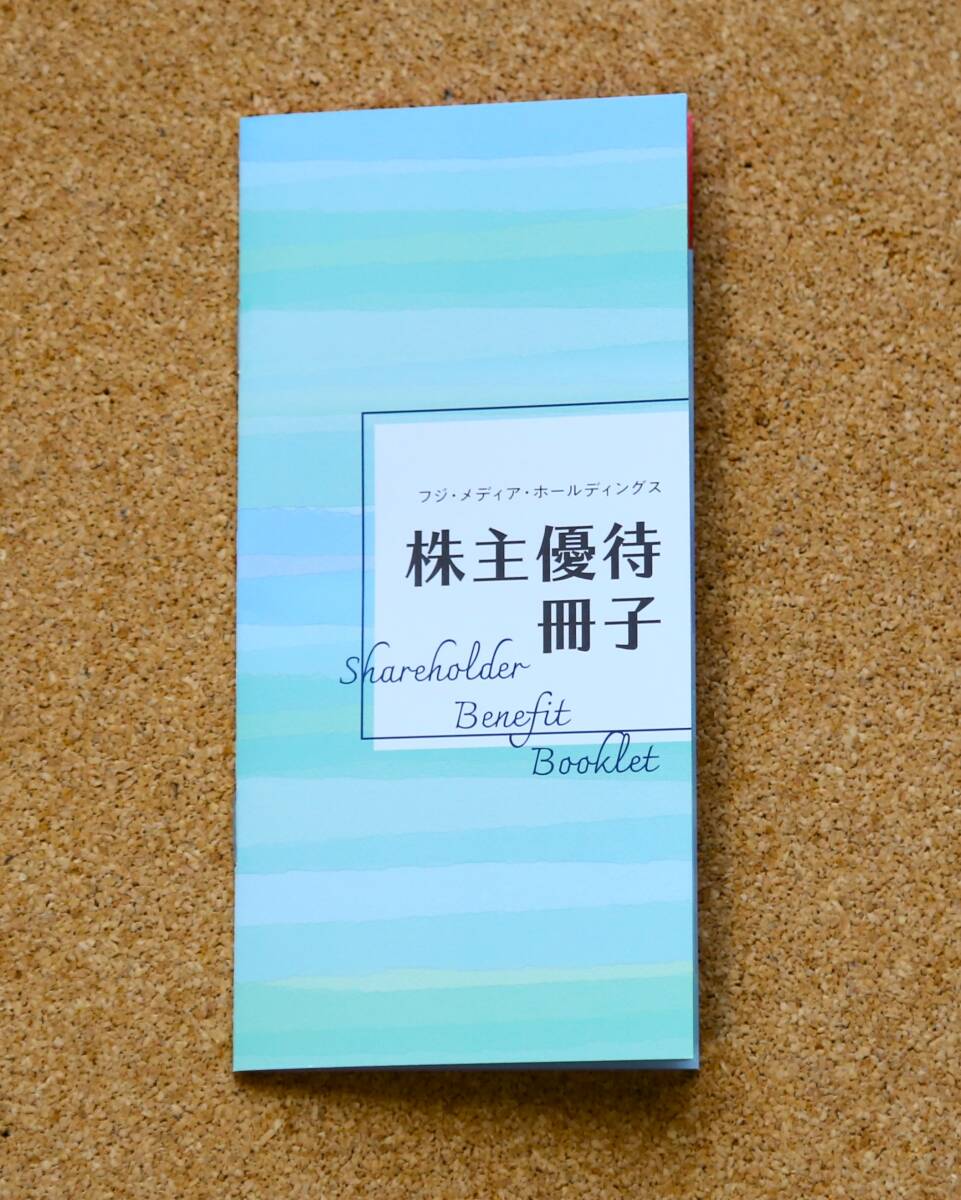 フジ・メディア・ホールディングス
株主優待
冊子
Shareholder
Benefit
Booklet